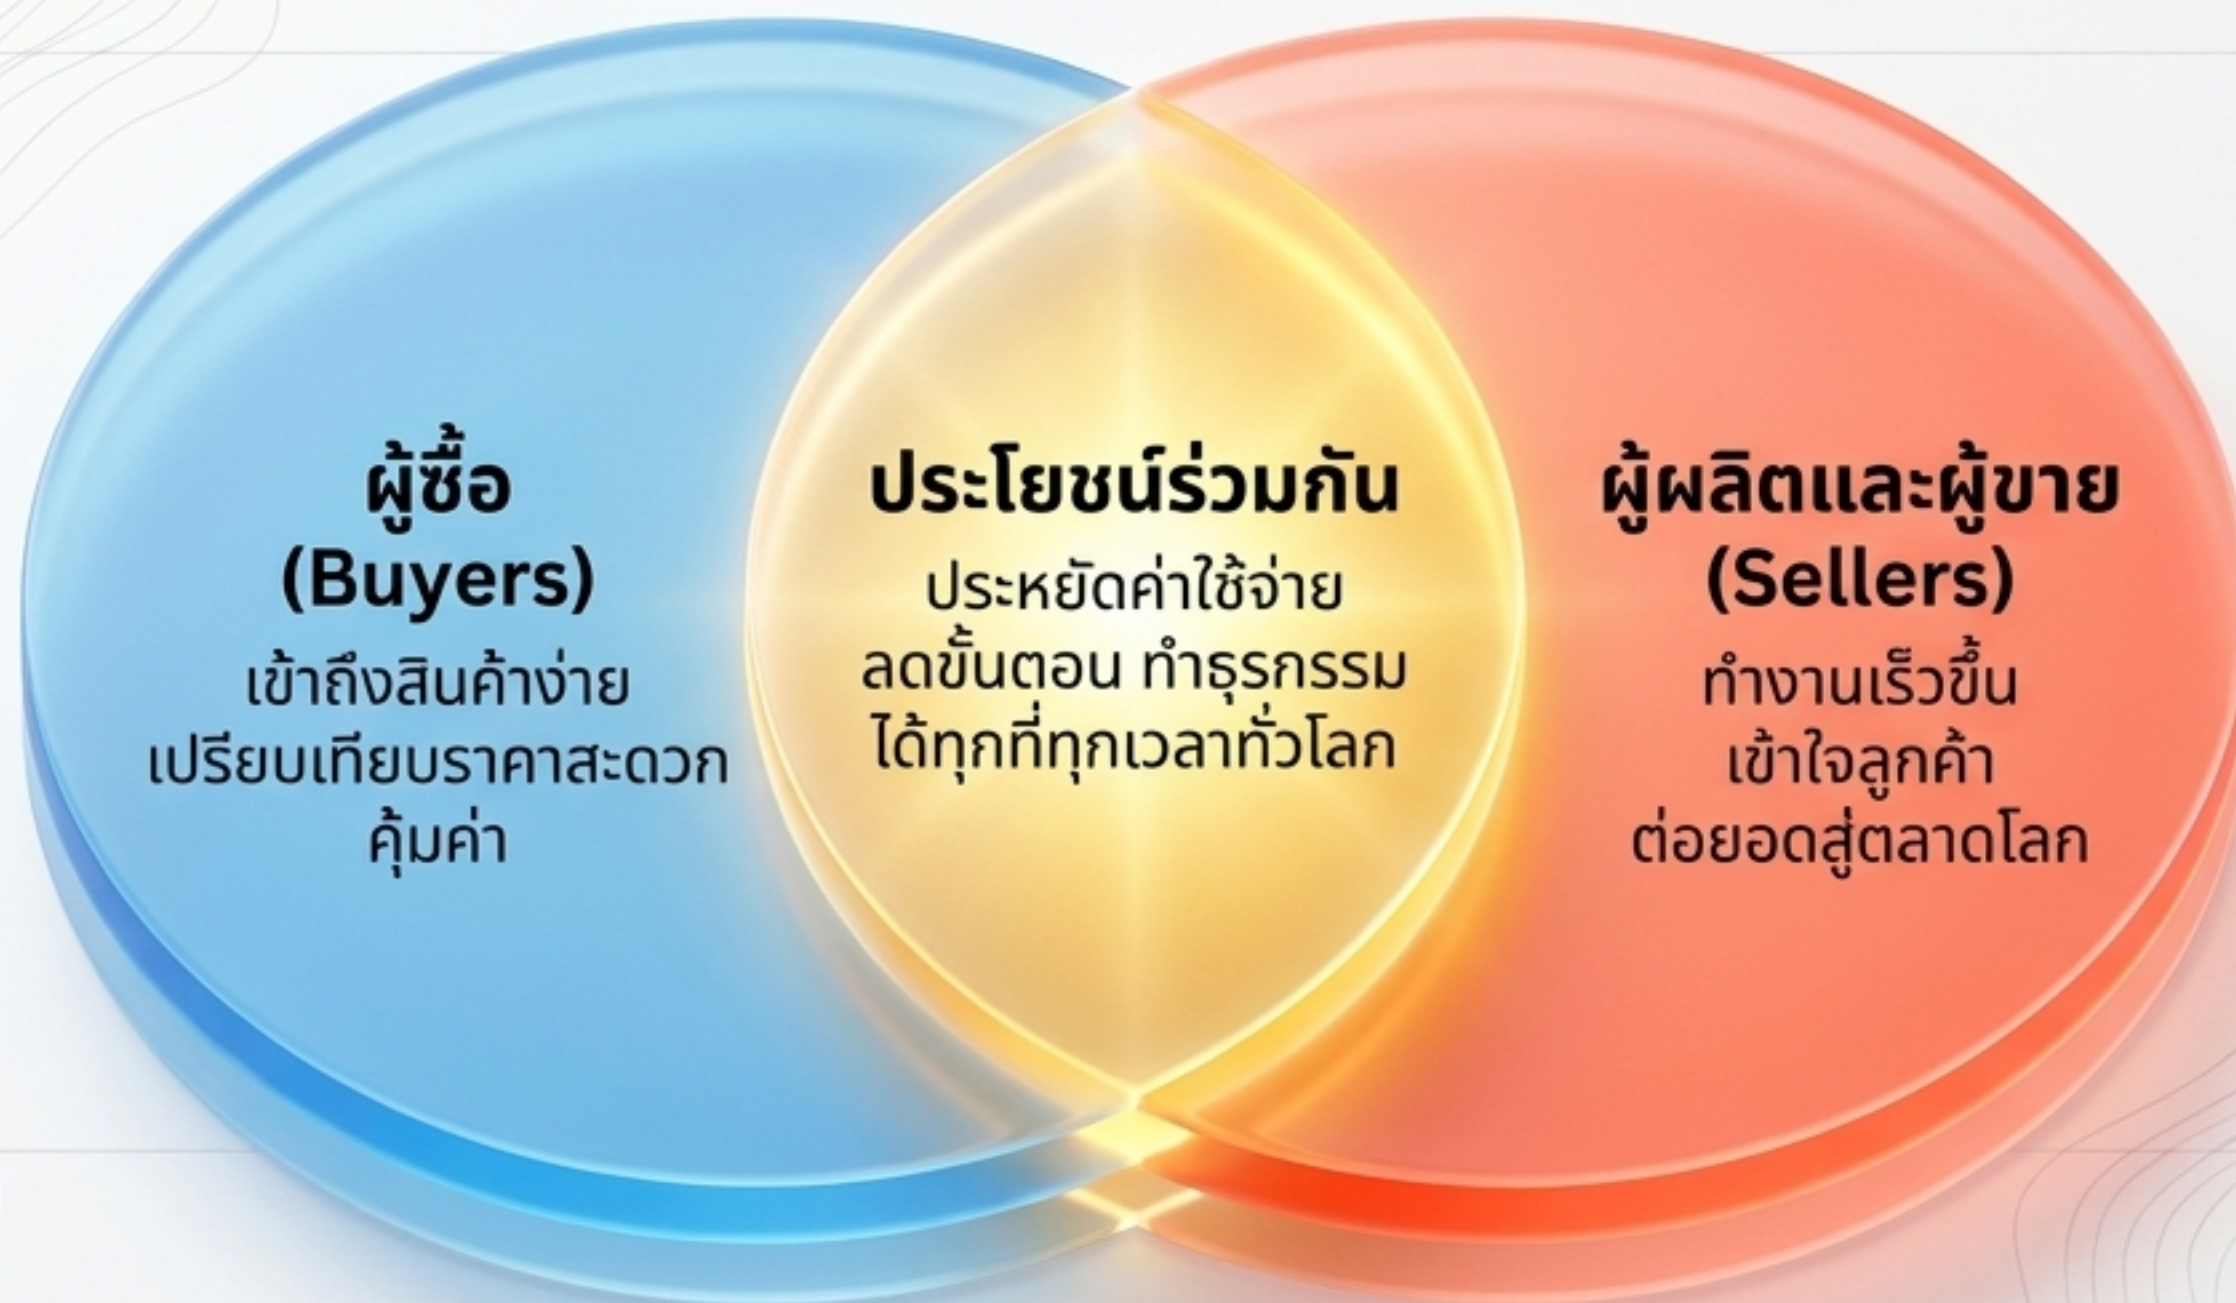 ผู้ซื้อ
(Buyers)
เข้าถึงสินค้าง่าย
เปรียบเทียบราคาสะดวก
คุ้มค่า
ประโยชน์ร่วมกัน
ประหยัดค่าใช้จ่าย
ลดขั้นตอน ทำธุรกรรม
ได้ทุกที่ทุกเวลาทั่วโลก
ผู้ผลิตและผู้ขาย
(Sellers)
ทำงานเร็วขึ้น
เข้าใจลูกค้า
ต่อยอดสู่ตลาดโลก